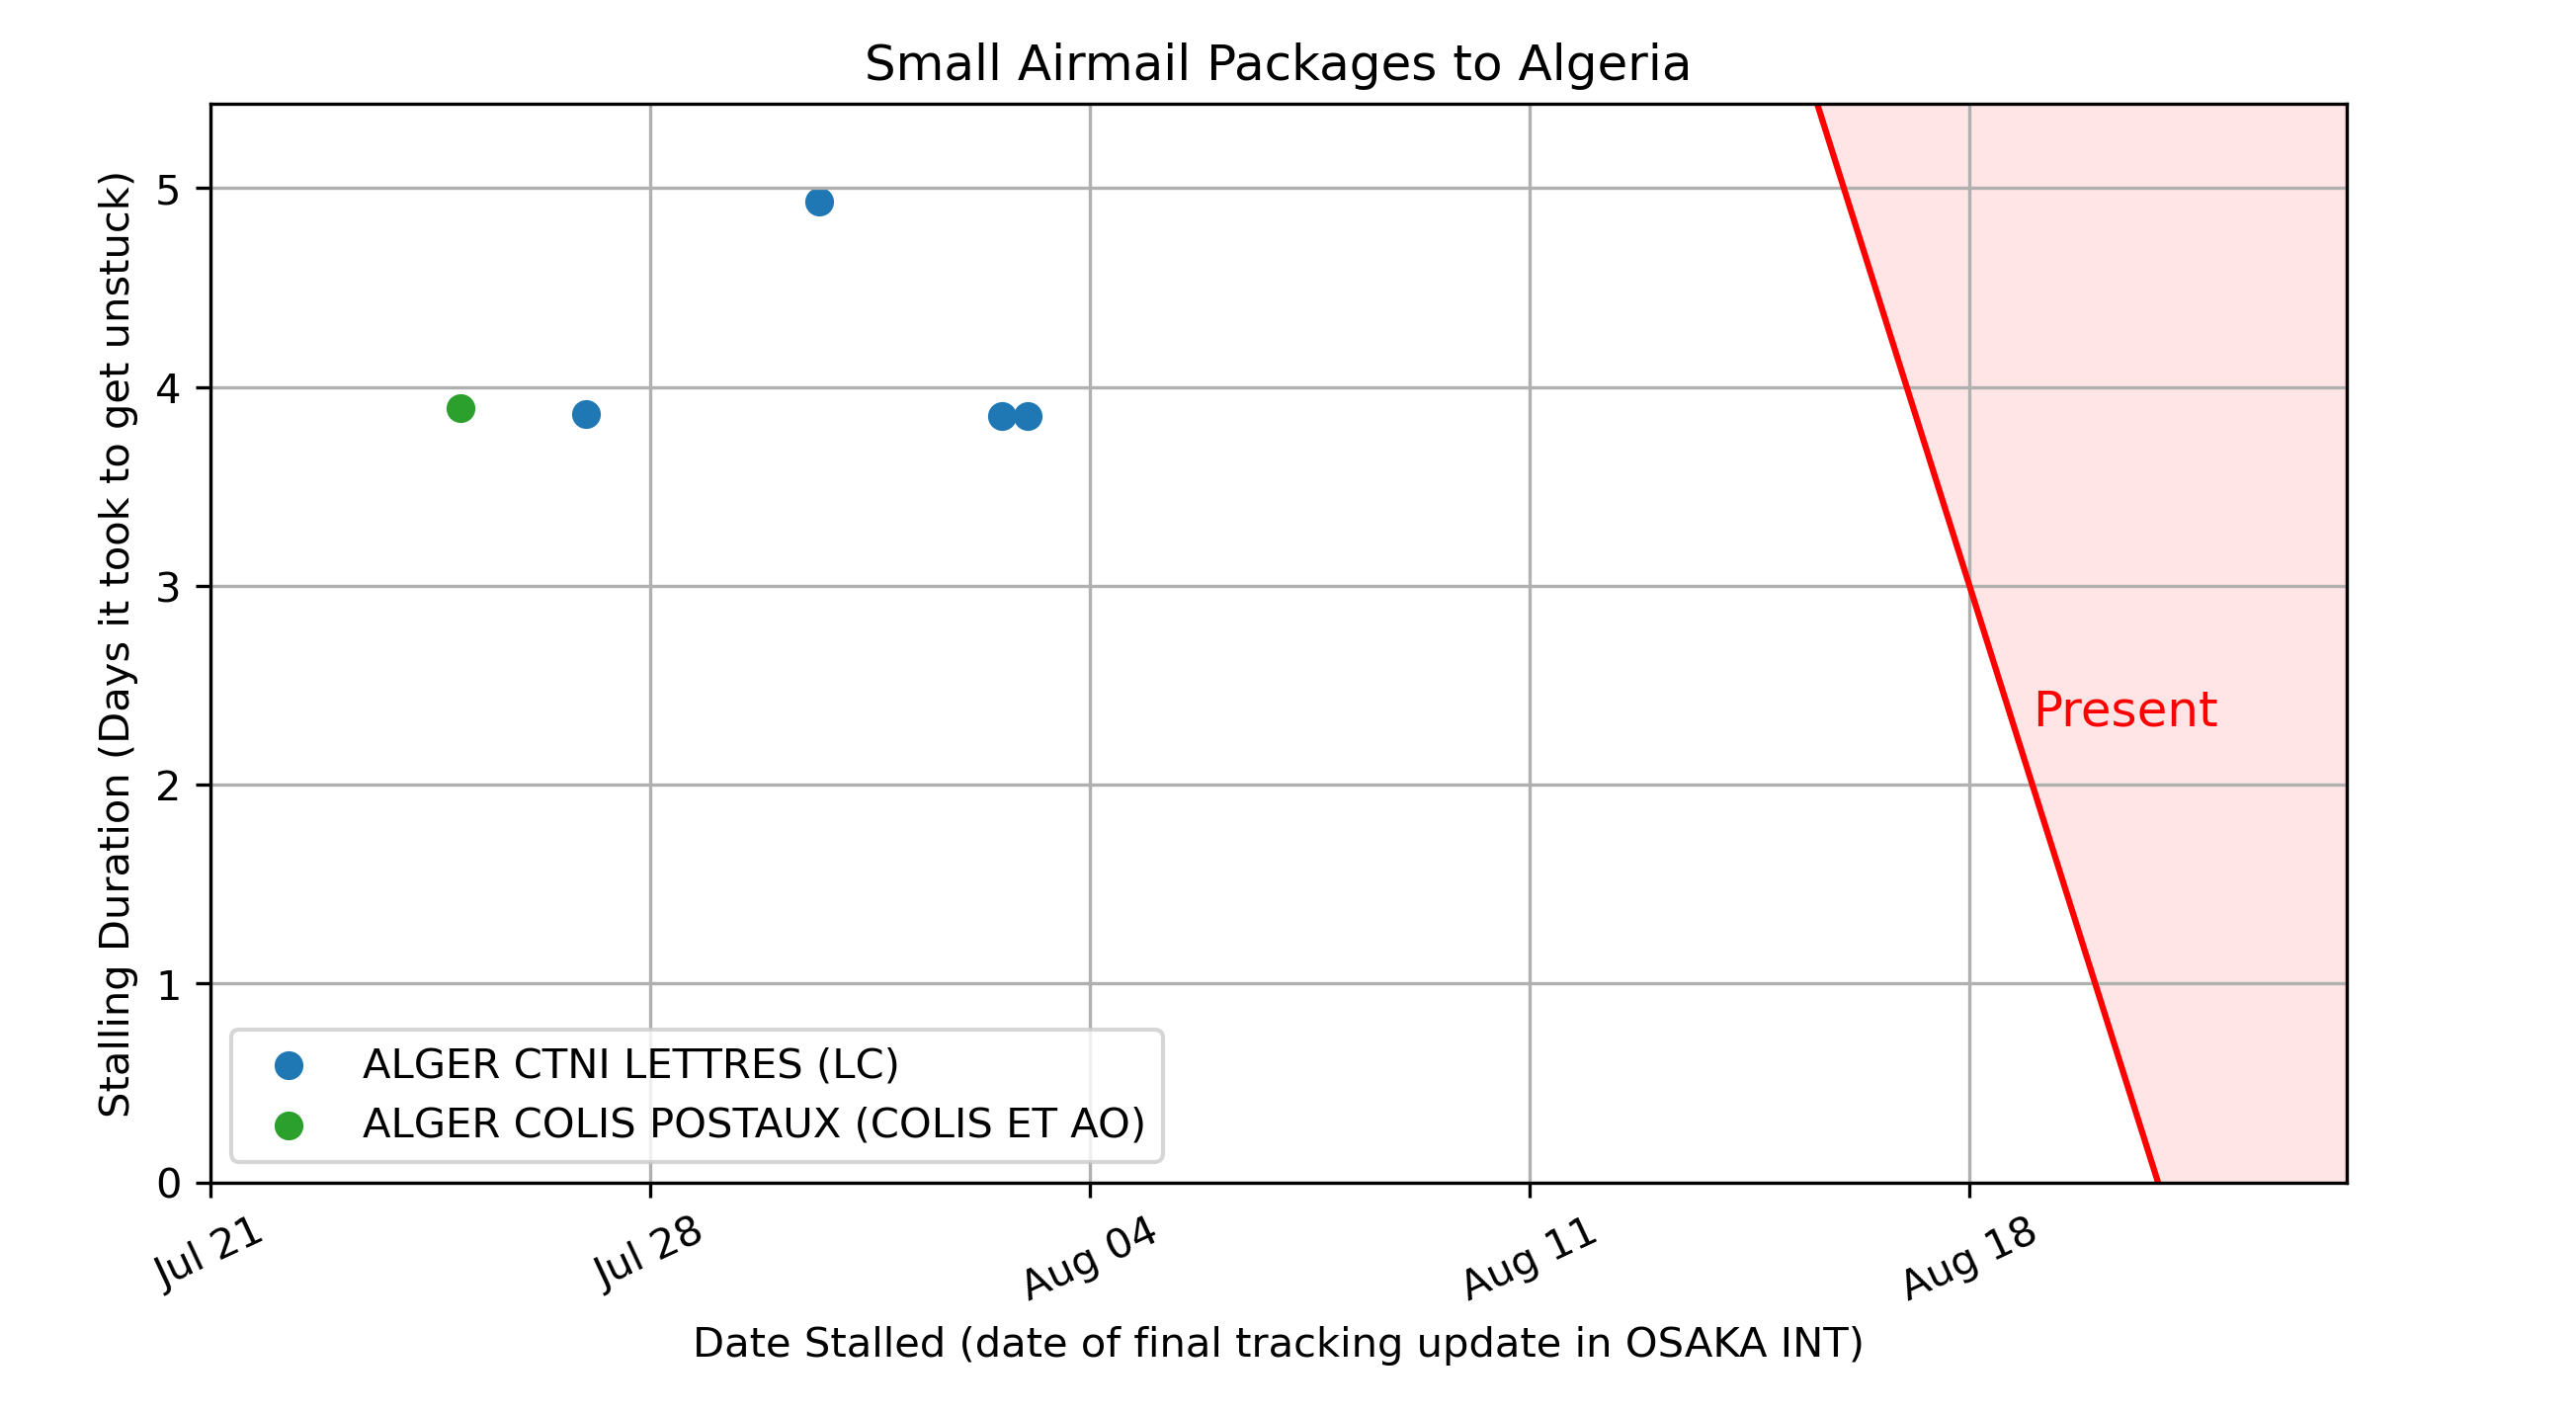 Small Airmail Packages to Algeria
Stalling Duration (Days it took to get unstuck)
5
4
3
2
1
0
Present
ALGER CTNI LETTRES (LC)
ALGER COLIS POSTAUX (COLIS ET AO)
Jul 21
Jul 28
Aug 04
Aug 11
Aug 18
Date Stalled (date of final tracking update in OSAKA INT)